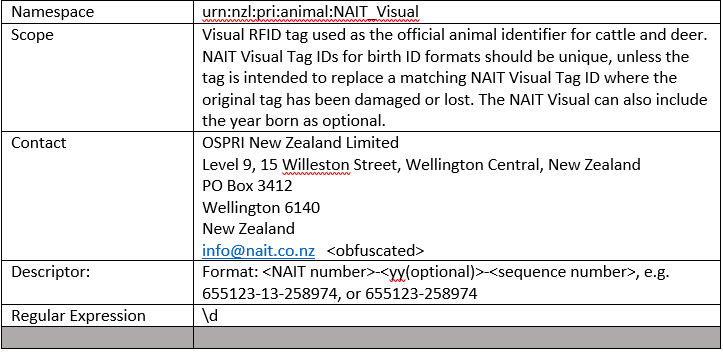 Namespace urn:nzl:pri:animal:NAIT_Visual
Scope Visual RFID tag used as the official animal identifier for cattle and deer.
NAIT Visual Tag IDs for birth ID formats should be unique, unless the
tag is intended to replace a matching NAIT Visual Tag ID where the
original tag has been damaged or lost. The NAIT Visual can also include
the year born as optional.
Contact OSPRI New Zealand Limited
Level 9, 15 Willeston Street, Wellington Central, New Zealand
PO Box 3412
Wellington 6140
New Zealand
info@nait.co.nz <obfuscated>
Descriptor: Format: <NAIT number>-<yy(optional)>-<sequence number>, e.g.
655123-13-258974, or 655123-258974
Regular Expression \d